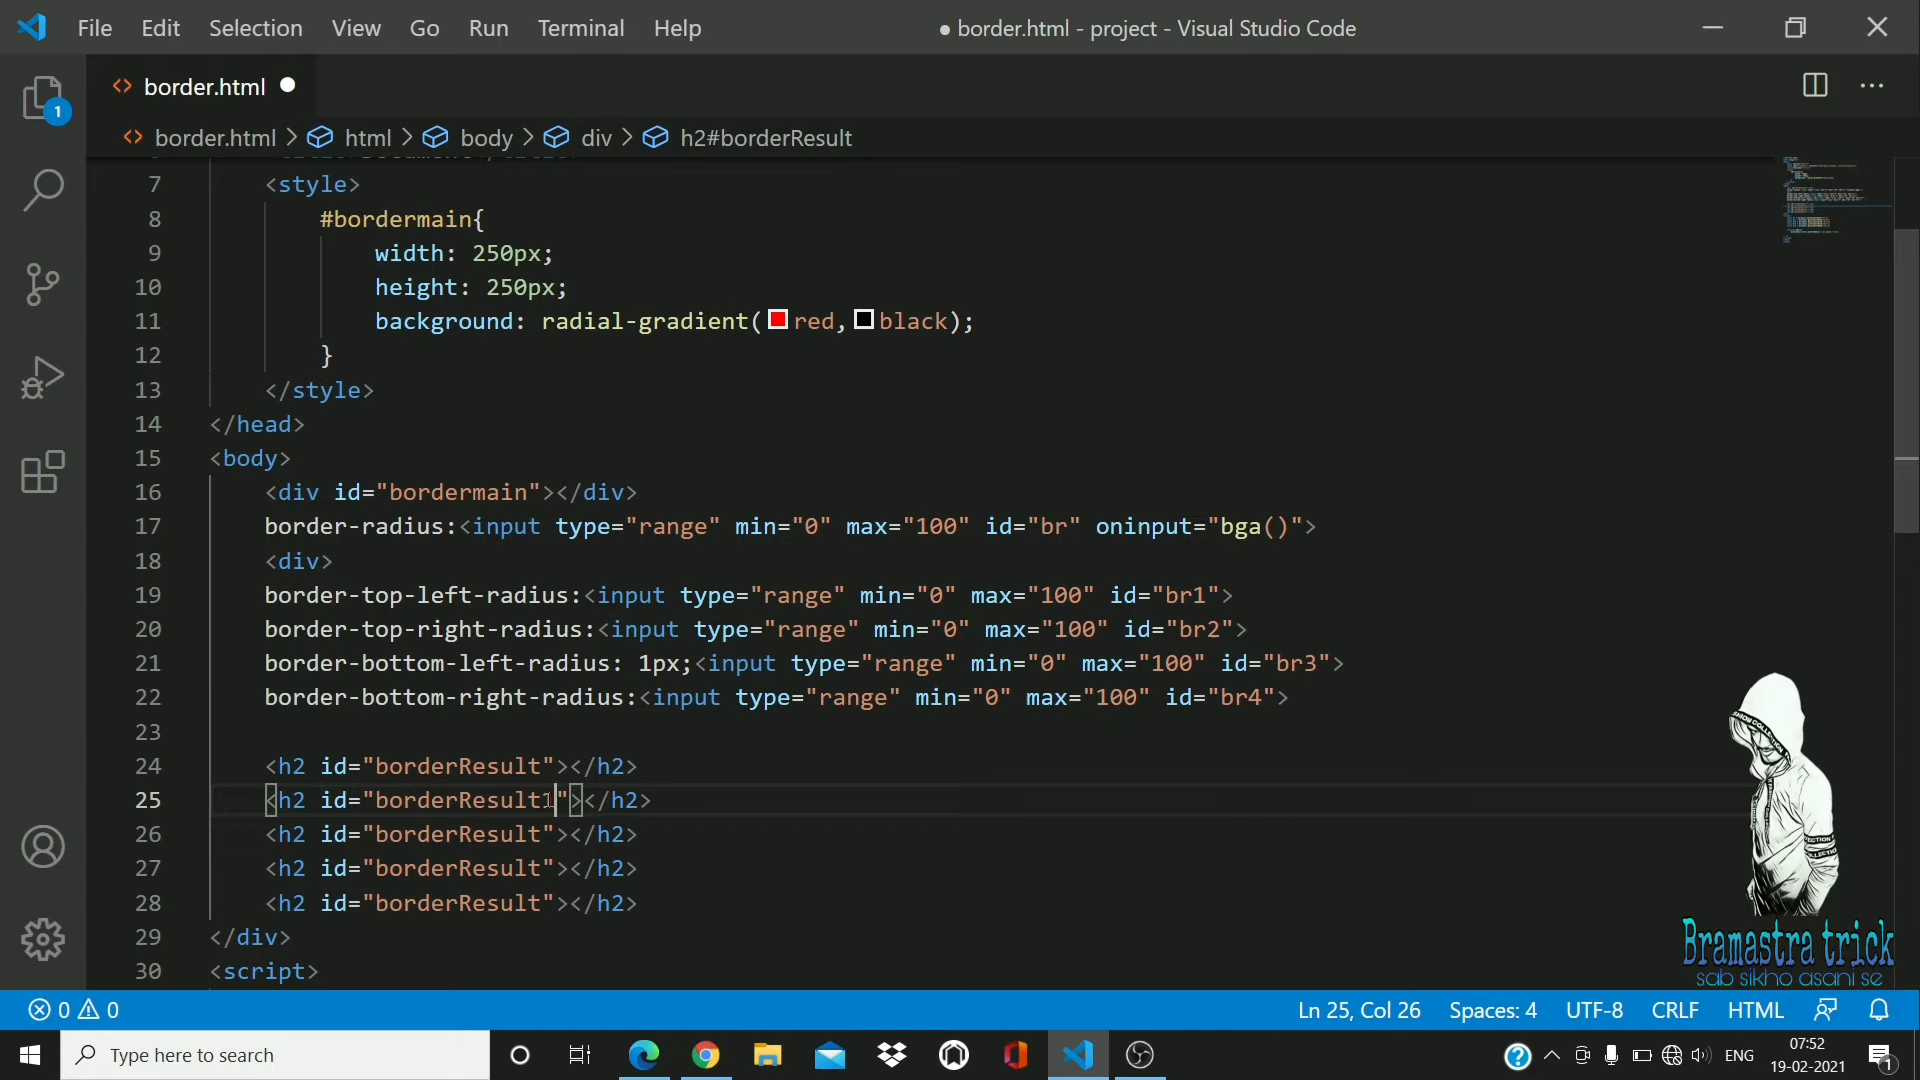 File Edit Selection View Go Run Terminal Help
● border.html - project - Visual Studio Code
border.html
1
border.html > html > body > div > h2#borderResult
7 <style>
8 #bordermain{
9 width: 250px;
10 height: 250px;
11 background: radial-gradient(red,black);
12 }
13 </style>
14 </head>
15 <body>
16 <div id="bordermain"></div>
17 border-radius:<input type="range" min="0" max="100" id="br" oninput="bga()">
18 <div>
19 border-top-left-radius:<input type="range" min="0" max="100" id="br1">
20 border-top-right-radius:<input type="range" min="0" max="100" id="br2">
21 border-bottom-left-radius: 1px;<input type="range" min="0" max="100" id="br3">
22 border-bottom-right-radius:<input type="range" min="0" max="100" id="br4">
23
24 <h2 id="borderResult"></h2>
25 <h2 id="borderResult1"></h2>
26 <h2 id="borderResult"></h2>
27 <h2 id="borderResult"></h2>
28 <h2 id="borderResult"></h2>
29 </div>
30 <script>
Bramastra trick
sab sikho asani se
0 0
Ln 25, Col 26 Spaces: 4 UTF-8 CRLF HTML
Type here to search
ENG
07:52
19-02-2021
1